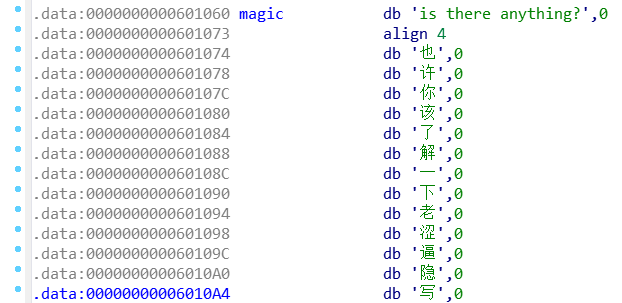 .data:0000000000601060 magic db 'is there anything?',0
.data:0000000000601073 align 4
.data:0000000000601074 db '也',0
.data:0000000000601078 db '许',0
.data:000000000060107C db '你',0
.data:0000000000601080 db '该',0
.data:0000000000601084 db '了',0
.data:0000000000601088 db '解',0
.data:000000000060108C db '一',0
.data:0000000000601090 db '下',0
.data:0000000000601094 db '老',0
.data:0000000000601098 db '涩',0
.data:000000000060109C db '逼',0
.data:00000000006010A0 db '隐',0
.data:00000000006010A4 db '写',0